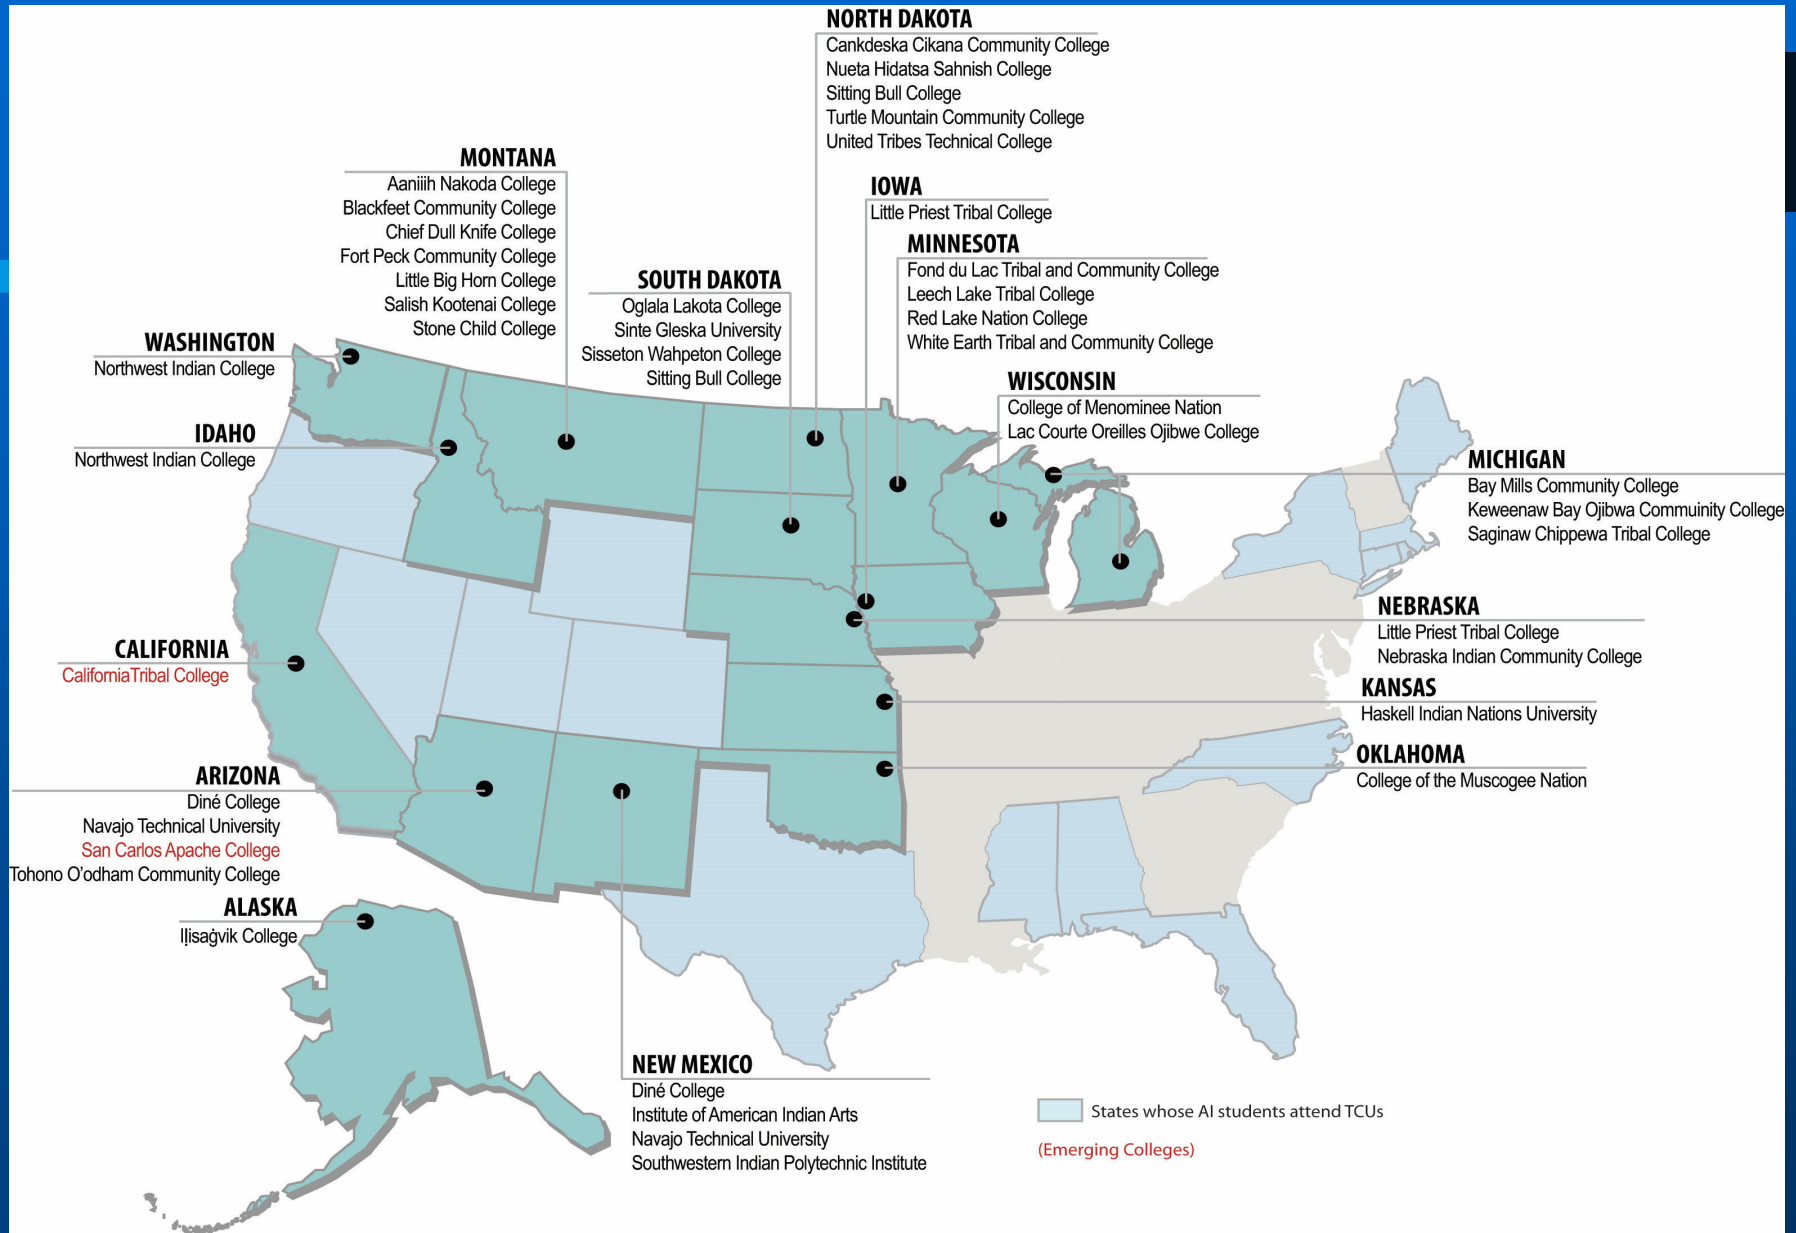 NORTH DAKOTA
Cankdeska Cikana Community College
Nueta Hidatsa Sahnish College
Sitting Bull College
Turtle Mountain Community College
United Tribes Technical College
MONTANA
Aaniiih Nakoda College
Blackfeet Community College
Chief Dull Knife College
Fort Peck Community College
Little Big Horn College
Salish Kootenai College
Stone Child College
IOWA
Little Priest Tribal College
MINNESOTA
Fond du Lac Tribal and Community College
Leech Lake Tribal College
Red Lake Nation College
White Earth Tribal and Community College
SOUTH DAKOTA
Oglala Lakota College
Sinte Gleska University
Sisseton Wahpeton College
Sitting Bull College
WASHINGTON
Northwest Indian College
WISCONSIN
College of Menominee Nation
Lac Courte Oreilles Ojibwe College
IDAHO
Northwest Indian College
MICHIGAN
Bay Mills Community College
Keweenaw Bay Ojibwa Commuinity College
Saginaw Chippewa Tribal College
NEBRASKA
Little Priest Tribal College
Nebraska Indian Community College
CALIFORNIA
CaliforniaTribal College
KANSAS
Haskell Indian Nations University
OKLAHOMA
College of the Muscogee Nation
ARIZONA
Diné College
Navajo Technical University
San Carlos Apache College
Tohono O’odham Community College
ALASKA
Iḷisaġvik College
NEW MEXICO
Diné College
Institute of American Indian Arts
Navajo Technical University
Southwestern Indian Polytechnic Institute
States whose AI students attend TCUs
(Emerging Colleges)